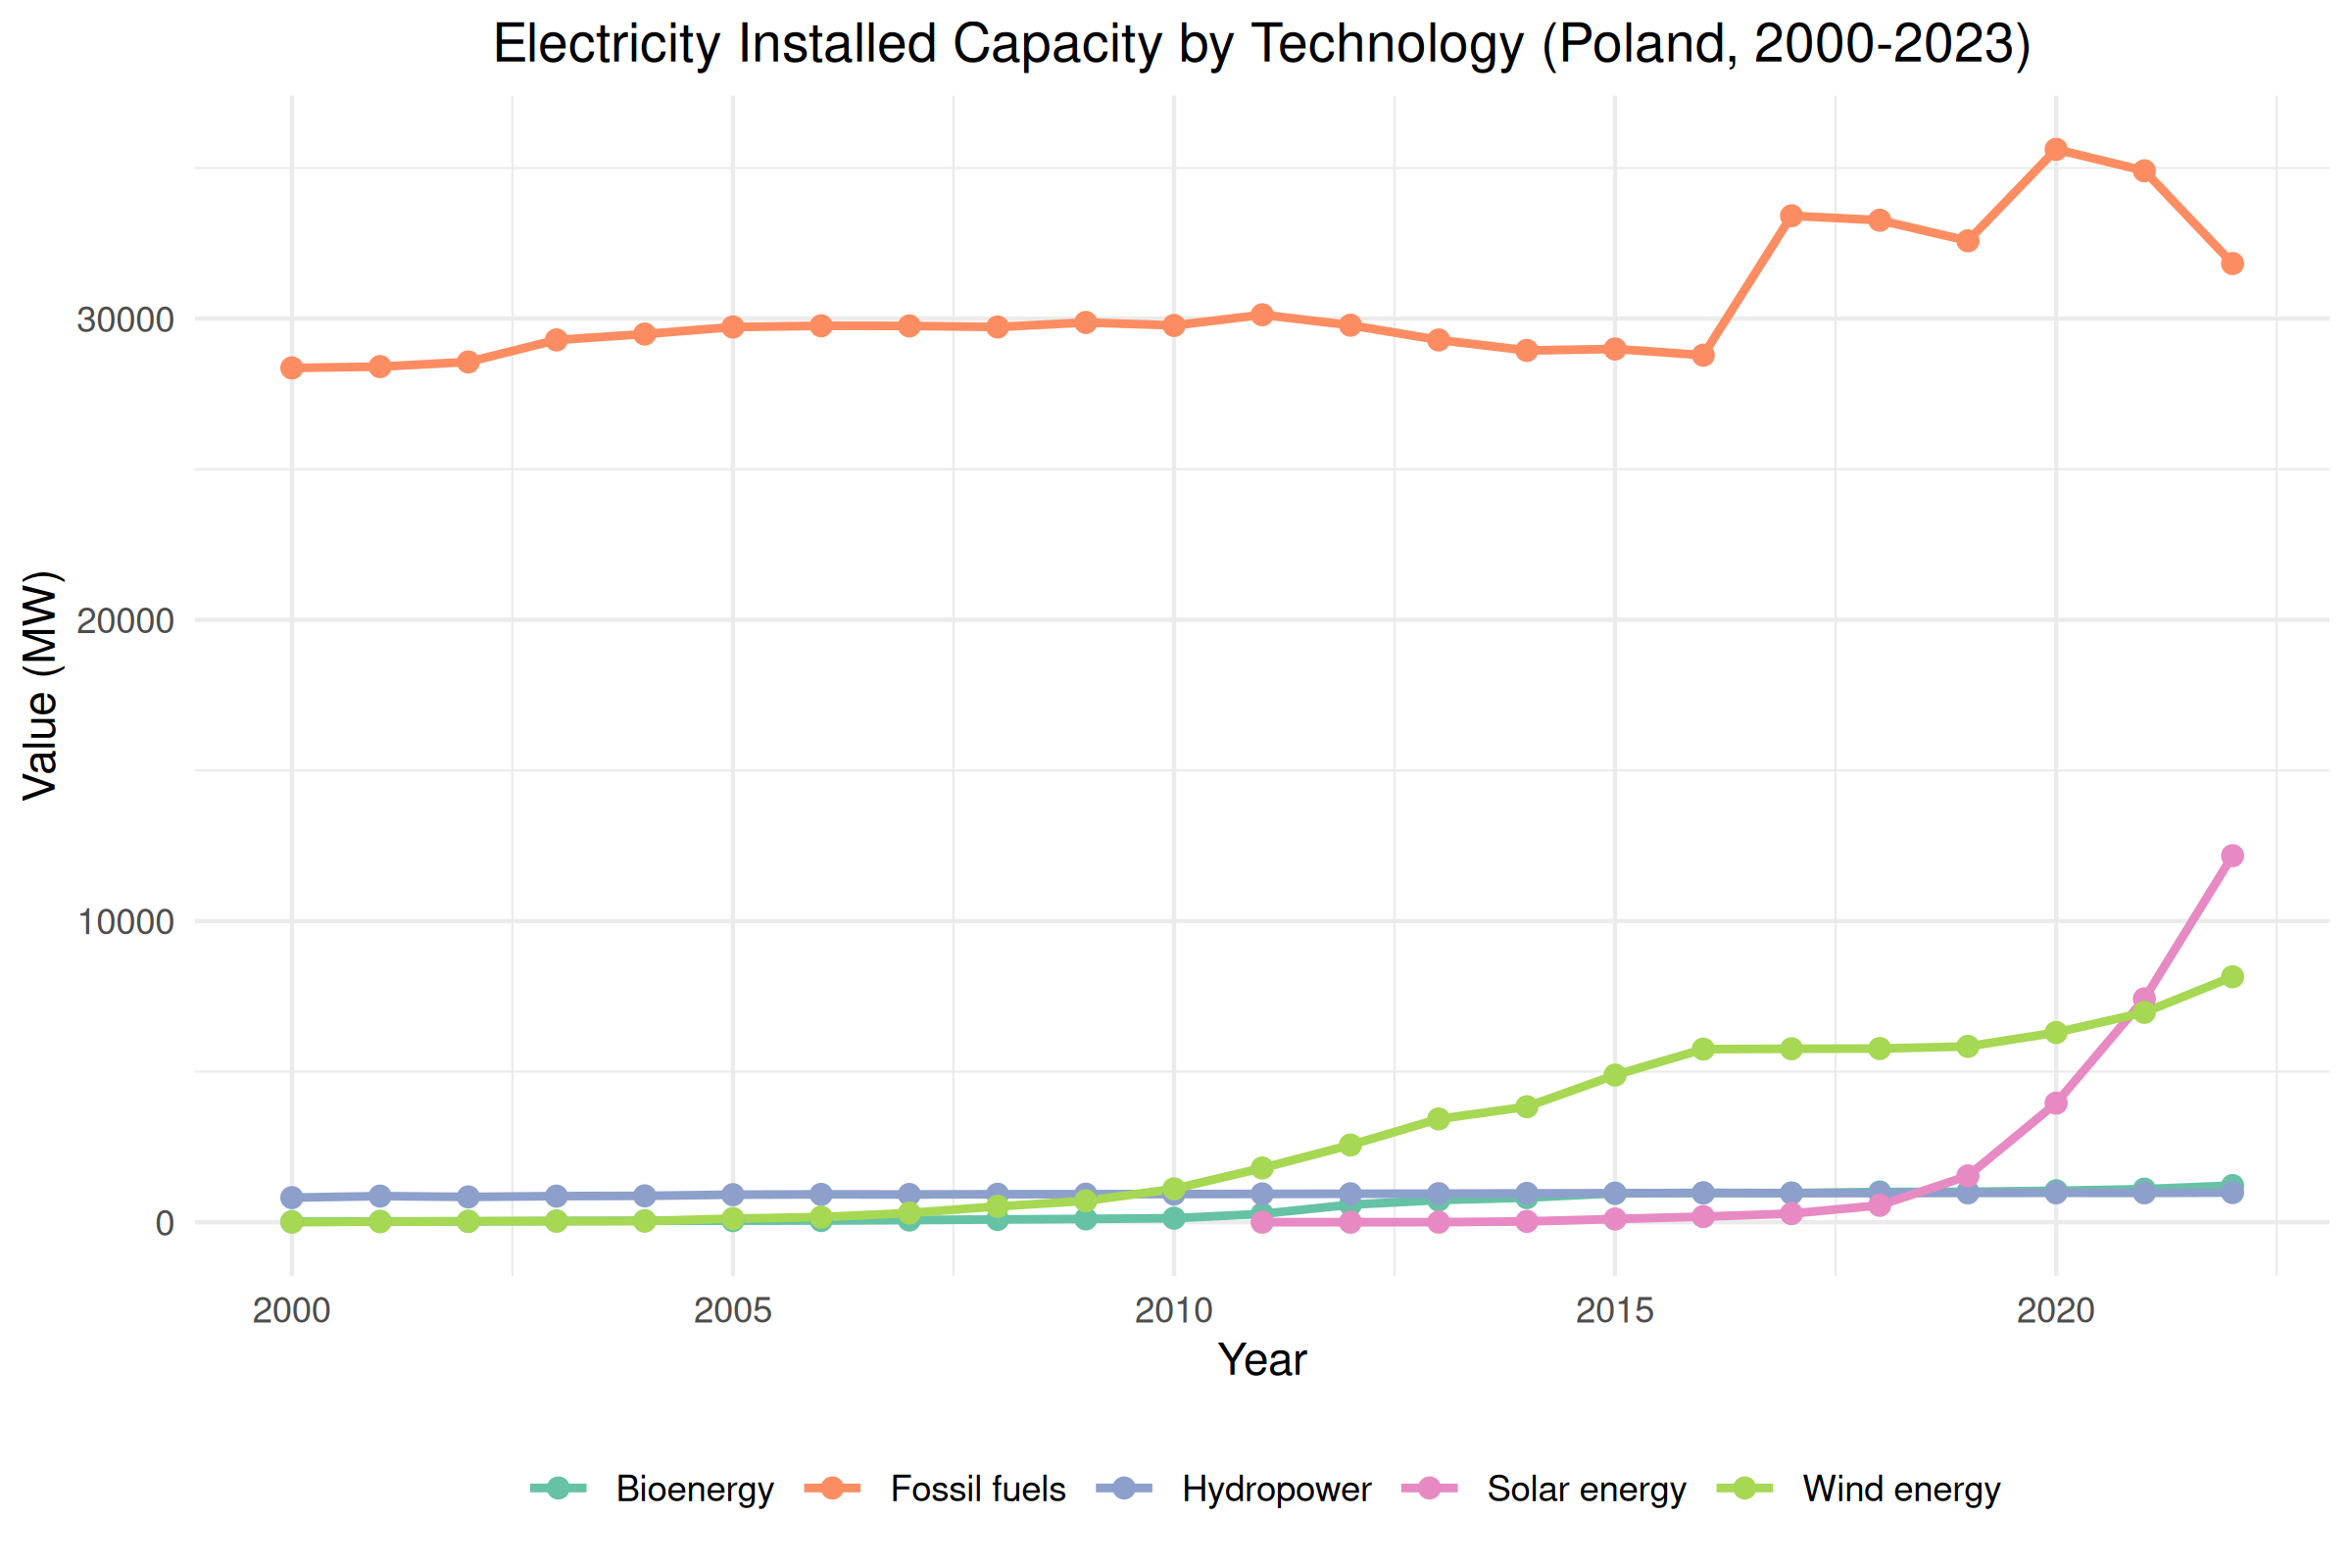 Electricity Installed Capacity by Technology (Poland, 2000-2023)
Value (MW)
30000
20000
10000
0
2000 2005 2010 2015 2020
Year
Bioenergy Fossil fuels Hydropower Solar energy Wind energy